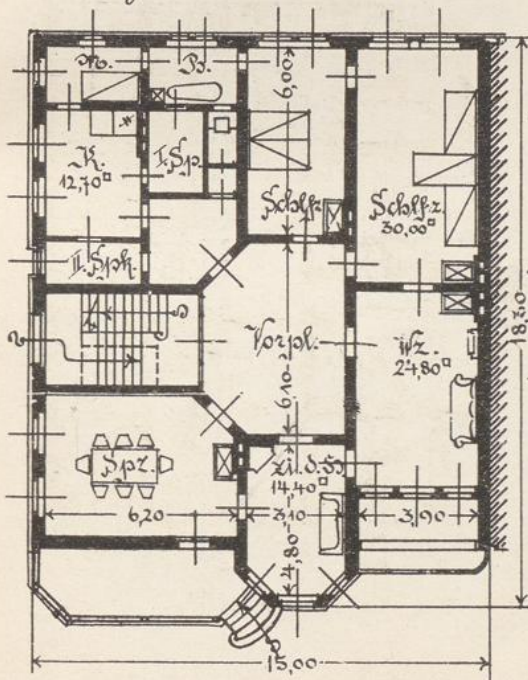 M.
B.
6,00
K.
12,70□
I. Sp.
Schlfz.
Schlfz.
30,00□
II. Spk.
Vorpl.
6,10
Wz.
24,80□
18,30
Spz.
Zi. d. H.
14,40□
6,20
3,10
3,90
4,80
15,00